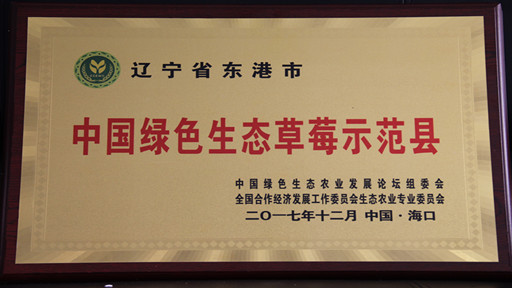 辽宁省东港市
中国绿色生态草莓示范县
中国绿色生态农业发展论坛组委会
全国合作经济发展工作委员会生态农业专业委员会
二〇一七年十二月 中国·海口